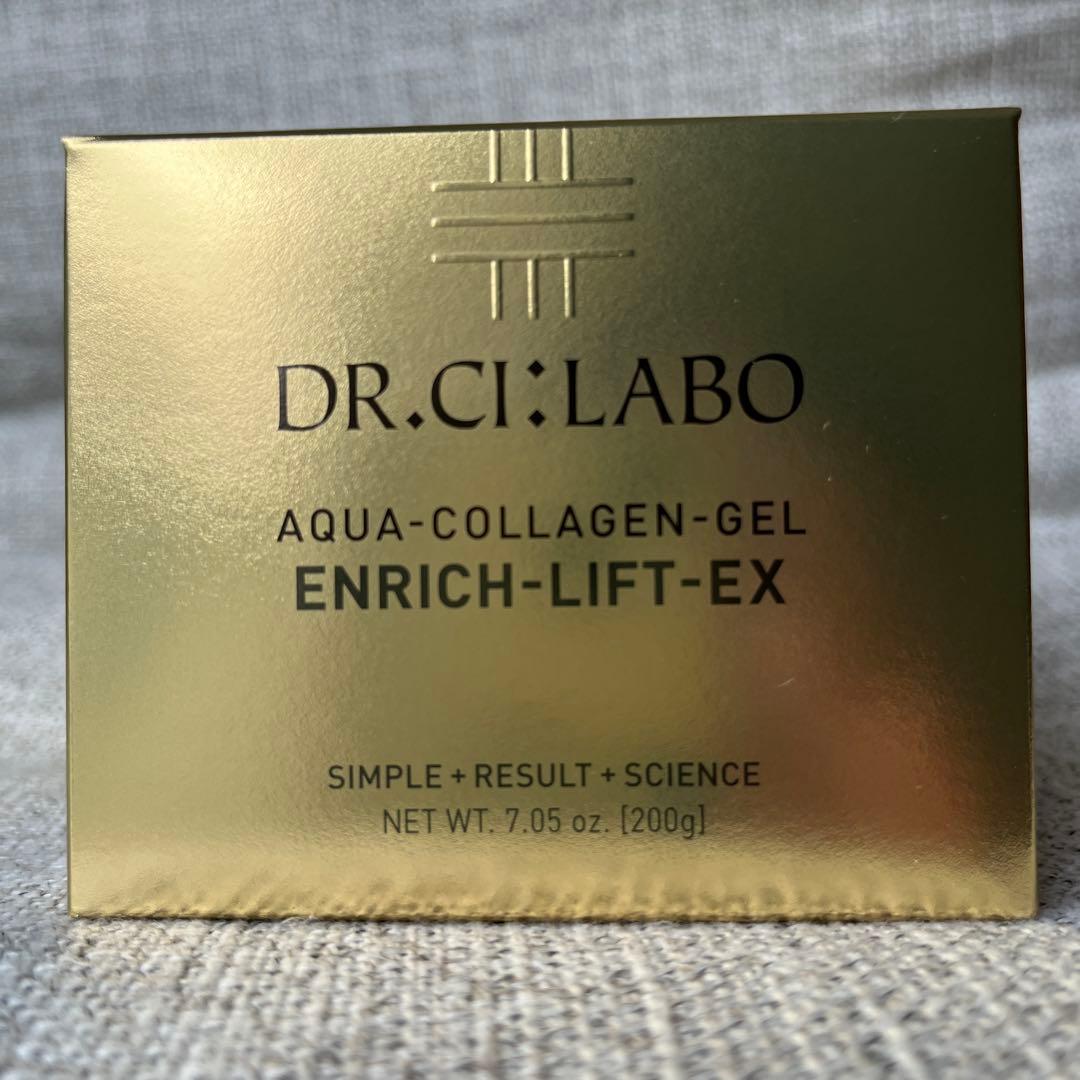 DR.CI:LABO
AQUA-COLLAGEN-GEL
ENRICH-LIFT-EX
SIMPLE + RESULT + SCIENCE
NET WT. 7.05 oz. [200g]